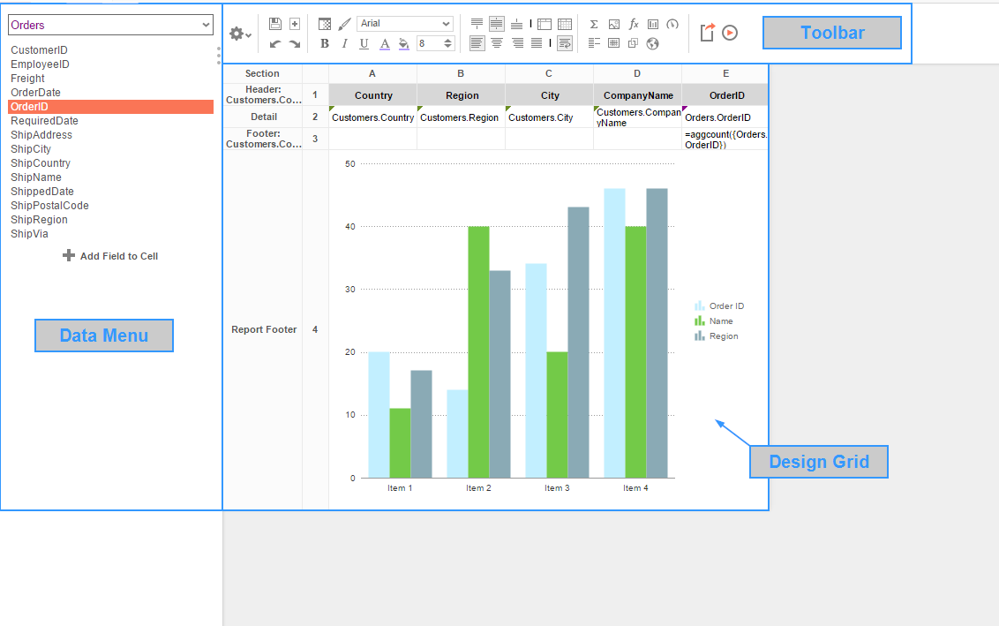 Orders
CustomerID
EmployeeID
Freight
OrderDate
OrderID
RequiredDate
ShipAddress
ShipCity
ShipCountry
ShipName
ShippedDate
ShipPostalCode
ShipRegion
ShipVia
Add Field to Cell
Data Menu
Arial
B I U A 8
Σ fx
Toolbar
Section A B C D E
Header: Customers.Co... 1 Country Region City CompanyName OrderID
Detail 2 Customers.Country Customers.Region Customers.City Customers.CompanyName Orders.OrderID
Footer: Customers.Co... 3 =aggcount({Orders.OrderID})
Report Footer 4
50
40
30
20
10
0
Item 1 Item 2 Item 3 Item 4
Order ID
Name
Region
Design Grid